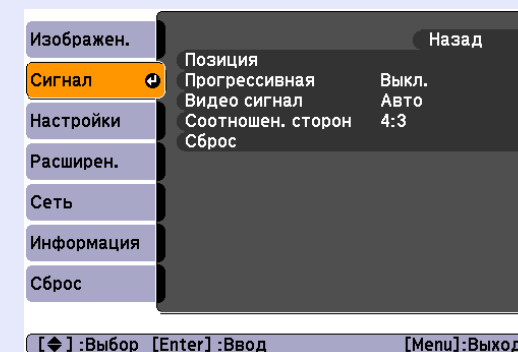 Изображен.
Сигнал
Настройки
Расширен.
Сеть
Информация
Сброс
Назад
Позиция
Прогрессивная Выкл.
Видео сигнал Авто
Соотношен. сторон 4:3
Сброс
[◆] :Выбор [Enter] :Ввод [Menu]:Выход